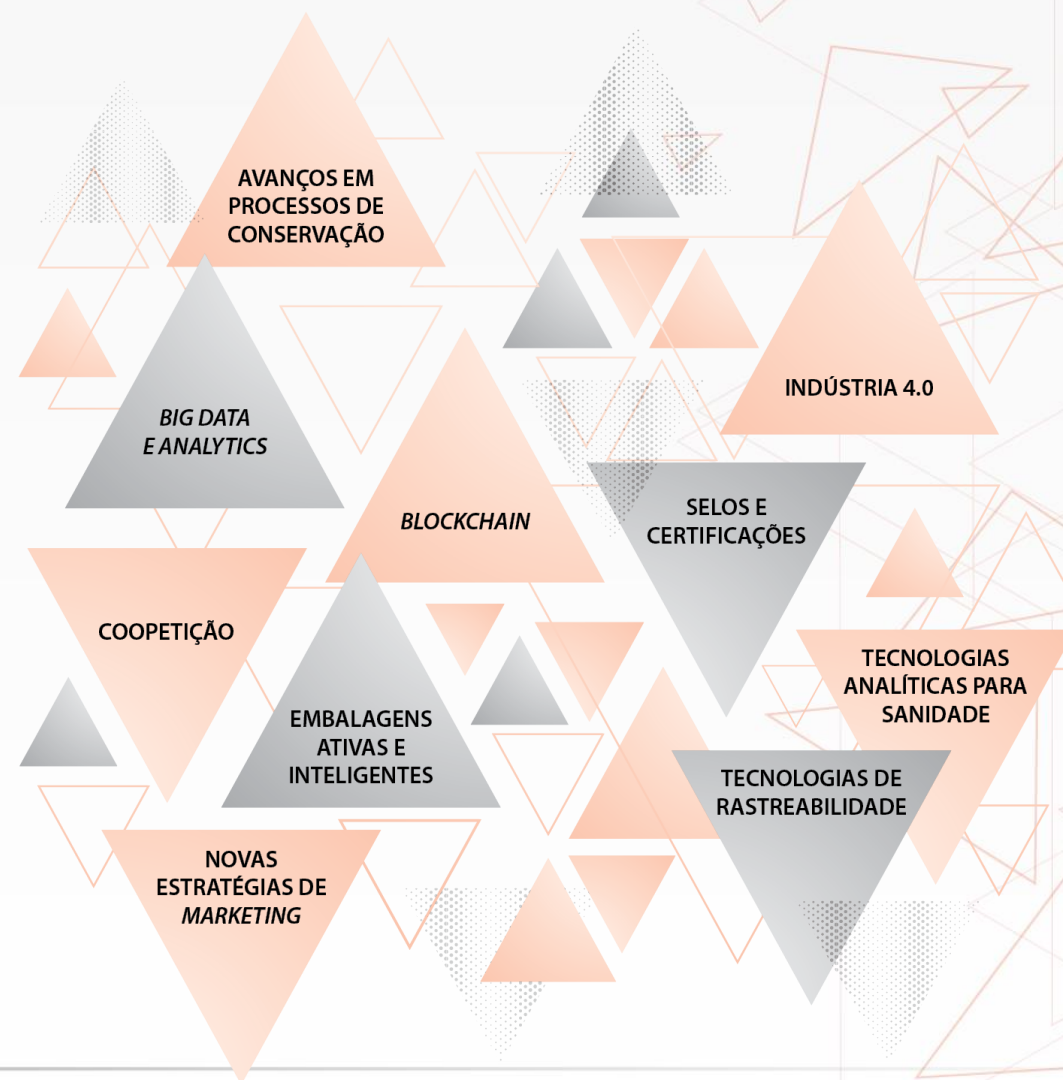 AVANÇOS EM
PROCESSOS DE
CONSERVAÇÃO
INDÚSTRIA 4.0
BIG DATA
E ANALYTICS
BLOCKCHAIN
SELOS E
CERTIFICAÇÕES
COOPETIÇÃO
TECNOLOGIAS
ANALÍTICAS PARA
SANIDADE
EMBALAGENS
ATIVAS E
INTELIGENTES
TECNOLOGIAS DE
RASTREABILIDADE
NOVAS
ESTRATÉGIAS DE
MARKETING